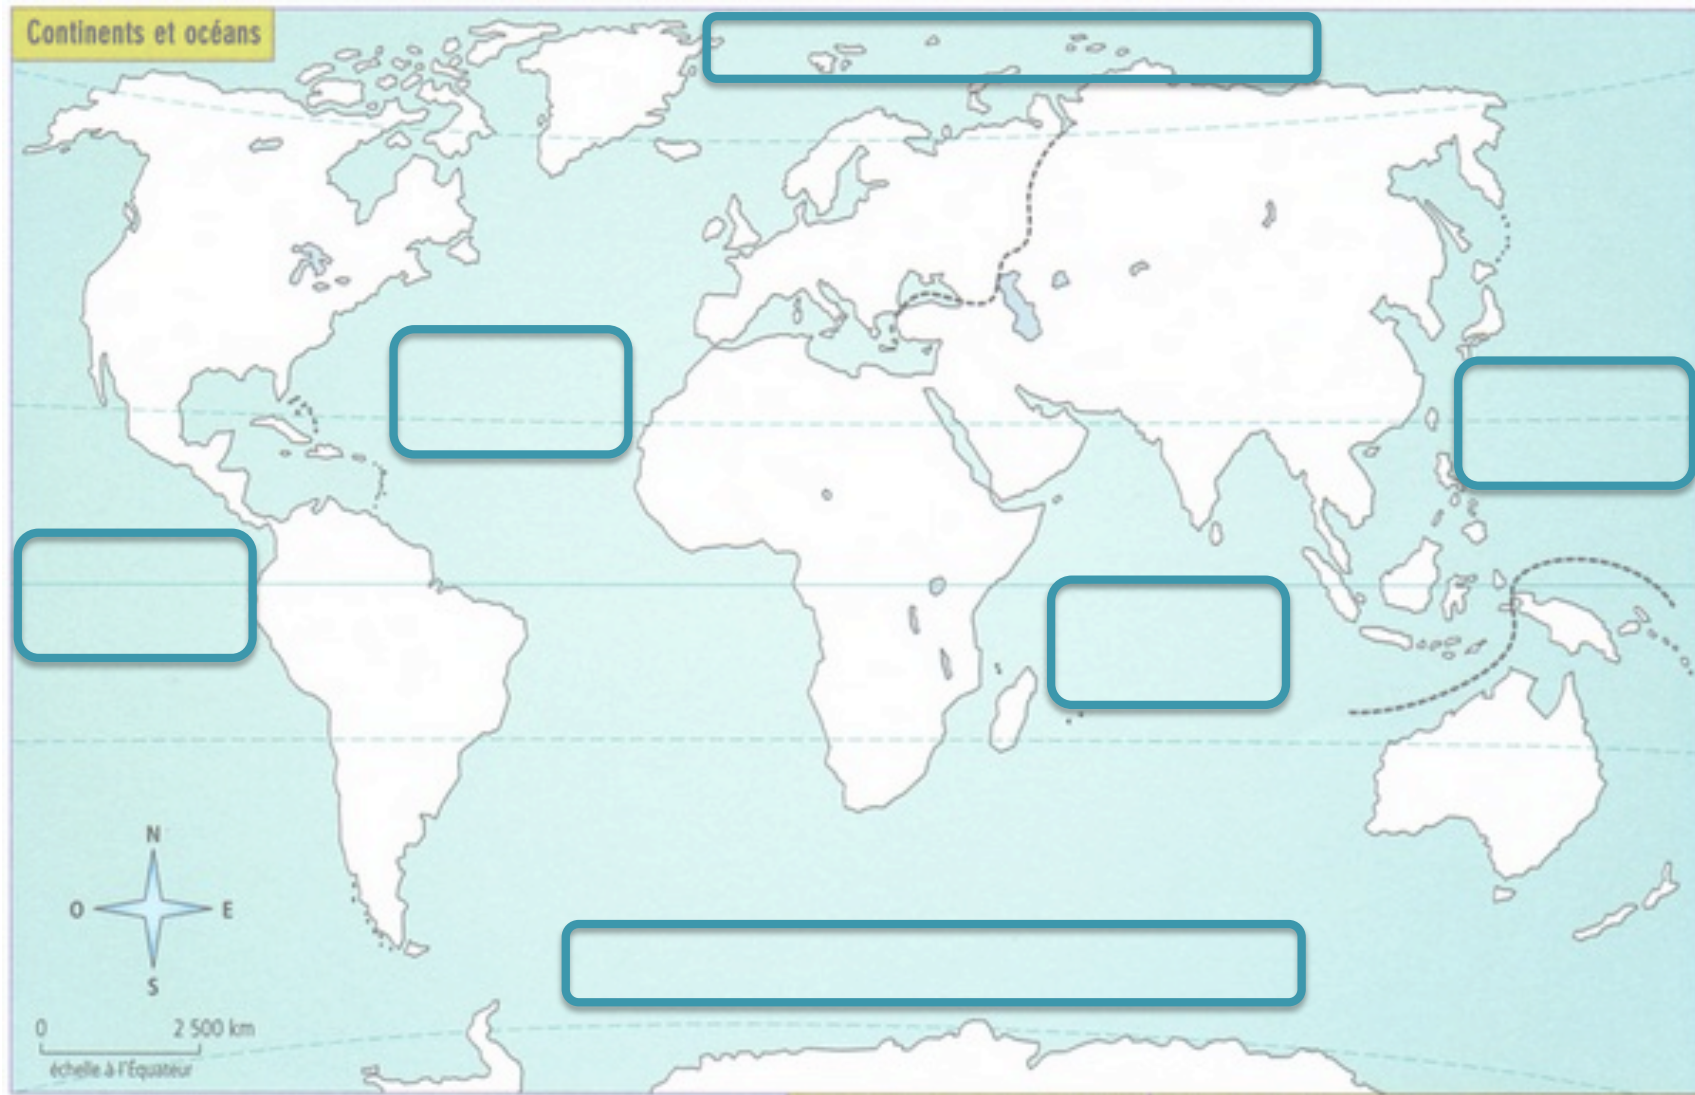 Continents et océans
N
O
E
S
0
2 500 km
échelle à l'Équateur